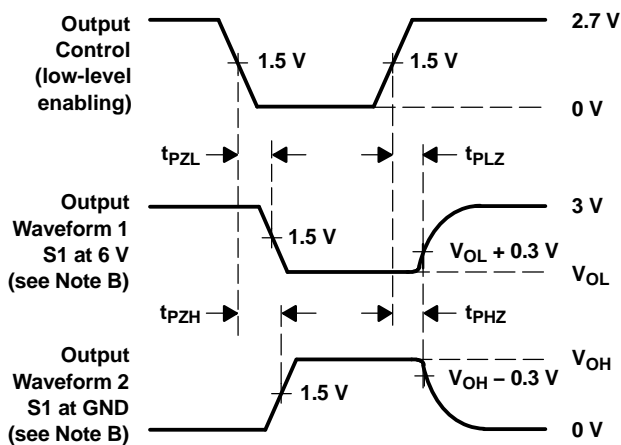 Output
Control
(low-level
enabling)
1.5 V
1.5 V
2.7 V
0 V
tPZL
tPLZ
Output
Waveform 1
S1 at 6 V
(see Note B)
1.5 V
3 V
VOL + 0.3 V
VOL
tPZH
tPHZ
Output
Waveform 2
S1 at GND
(see Note B)
1.5 V
VOH
VOH – 0.3 V
0 V